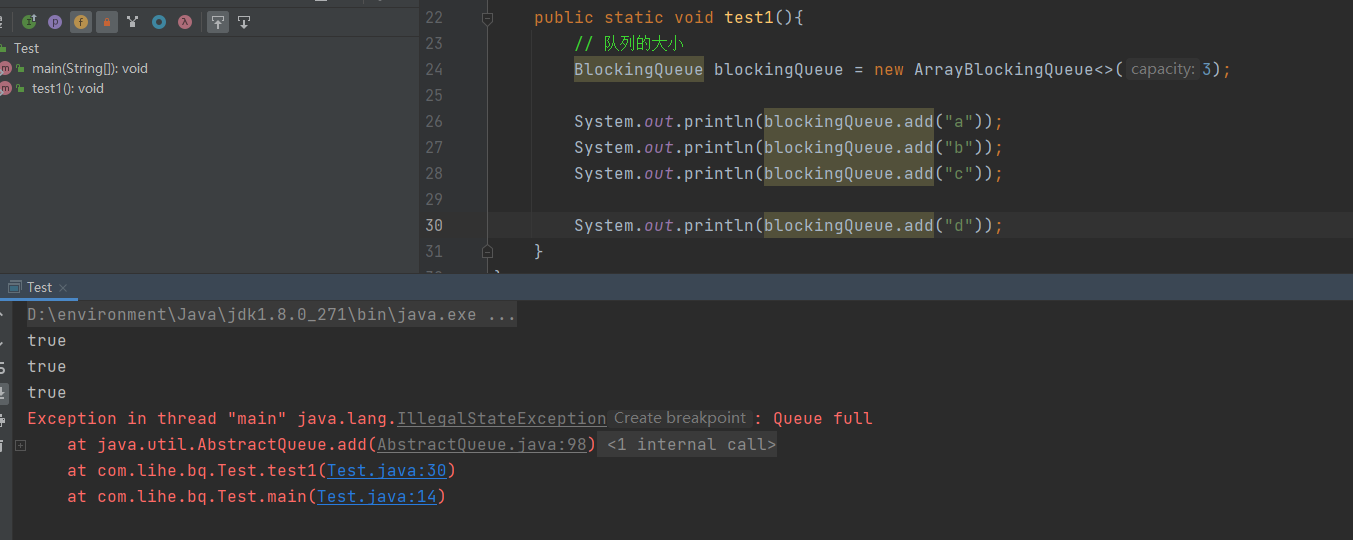 Test
main(String[]): void
test1(): void
22 public static void test1(){
23 // 队列的大小
24 BlockingQueue blockingQueue = new ArrayBlockingQueue<>( capacity: 3);
25
26 System.out.println(blockingQueue.add("a"));
27 System.out.println(blockingQueue.add("b"));
28 System.out.println(blockingQueue.add("c"));
29
30 System.out.println(blockingQueue.add("d"));
31 }
Test
D:\environment\Java\jdk1.8.0_271\bin\java.exe ...
true
true
true
Exception in thread "main" java.lang.IllegalStateException Create breakpoint : Queue full
at java.util.AbstractQueue.add(AbstractQueue.java:98) <1 internal call>
at com.lihe.bq.Test.test1(Test.java:30)
at com.lihe.bq.Test.main(Test.java:14)